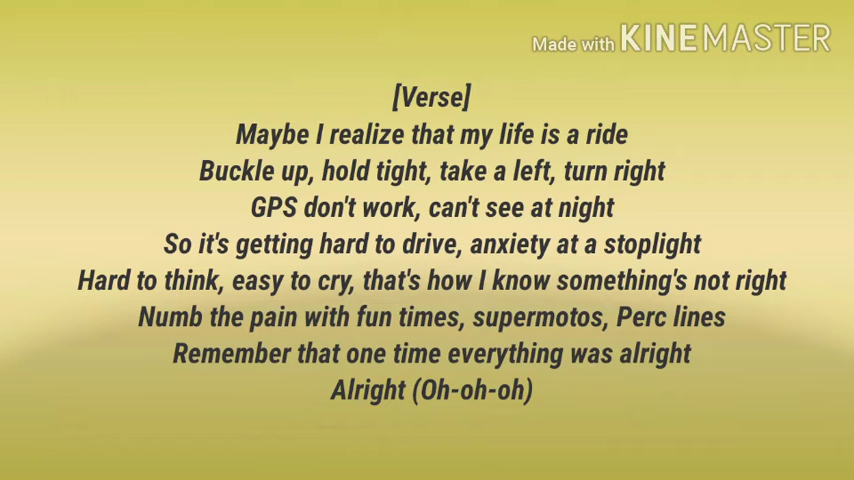 Made with KINEMASTER
[Verse]
Maybe I realize that my life is a ride
Buckle up, hold tight, take a left, turn right
GPS don't work, can't see at night
So it's getting hard to drive, anxiety at a stoplight
Hard to think, easy to cry, that's how I know something's not right
Numb the pain with fun times, supermotos, Perc lines
Remember that one time everything was alright
Alright (Oh-oh-oh)